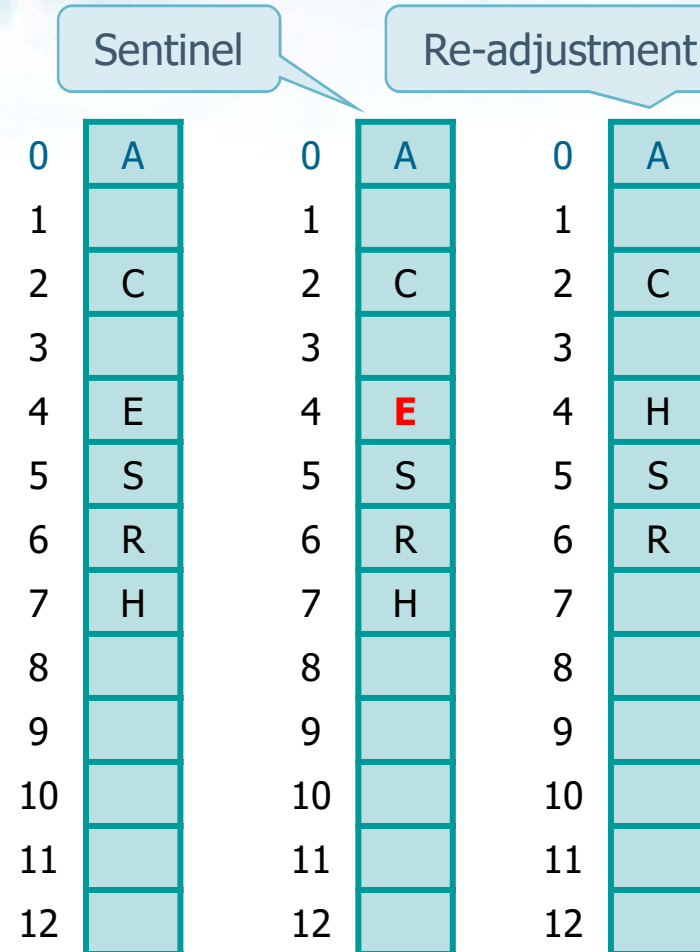 Sentinel Re-adjustment
0 A 0 A 0 A
1 1 1
2 C 2 C 2 C
3 3 3
4 E 4 E 4 H
5 S 5 S 5 S
6 R 6 R 6 R
7 H 7 H 7
8 8 8
9 9 9
10 10 10
11 11 11
12 12 12